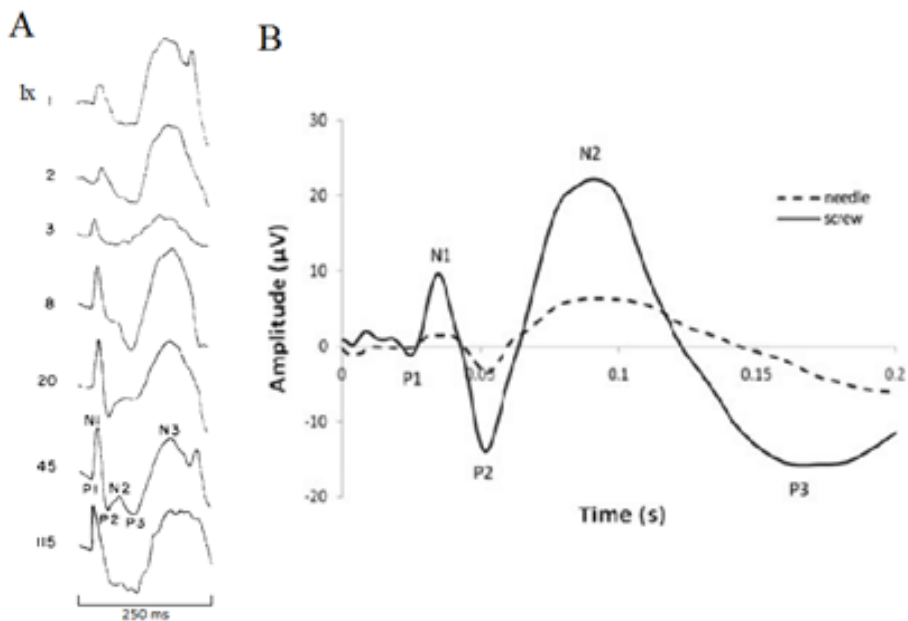 A
lx 1
2
3
8
20
N1
N3
45
P1 N2
P2 P3
115
250 ms
B
30
20
10
0
-10
-20
Amplitude (µV)
N2
N1
P1
P2
P3
needle
screw
0 0.05 0.1 0.15 0.2
Time (s)